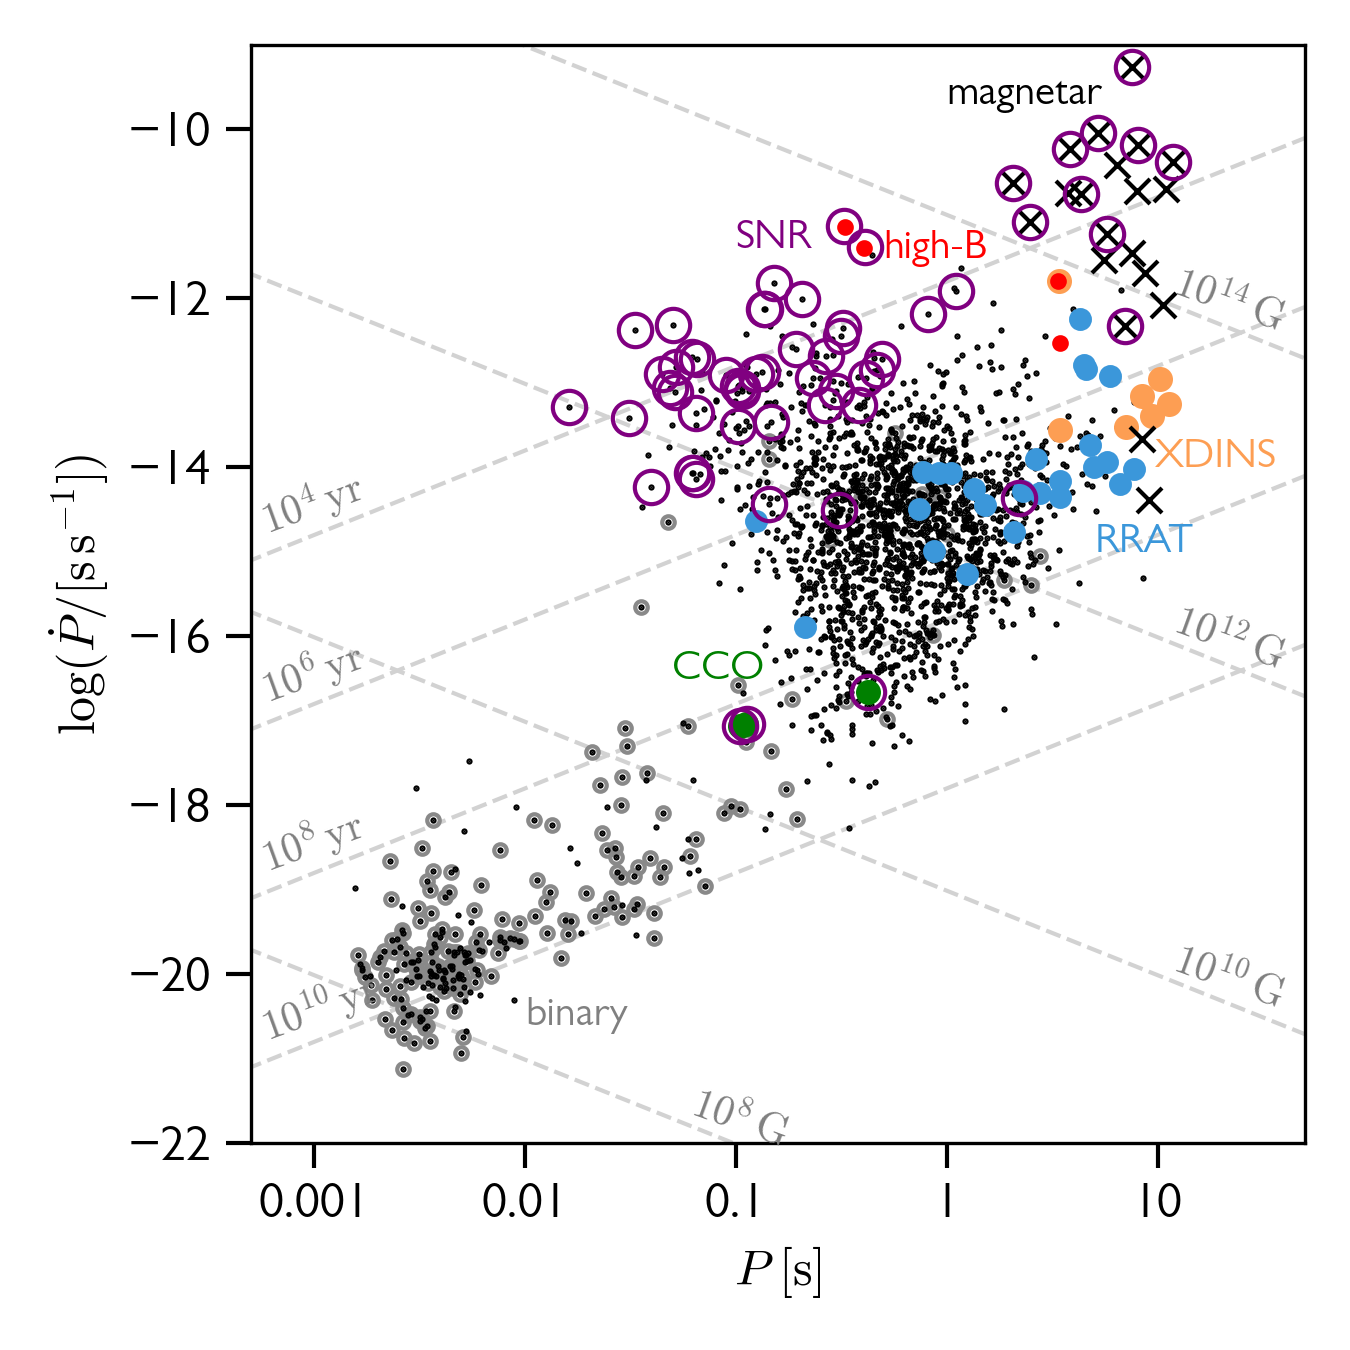 magnetar
−10
SNR
high-B
−12
10¹⁴ G
XDINS
−14
10⁴ yr
RRAT
log(Ṗ/[s s⁻¹])
−16
10¹² G
CCO
10⁶ yr
−18
10⁸ yr
−20
10¹⁰ G
10¹⁰ yr
binary
10⁸ G
−22
0.001
0.01
0.1
1
10
P [s]